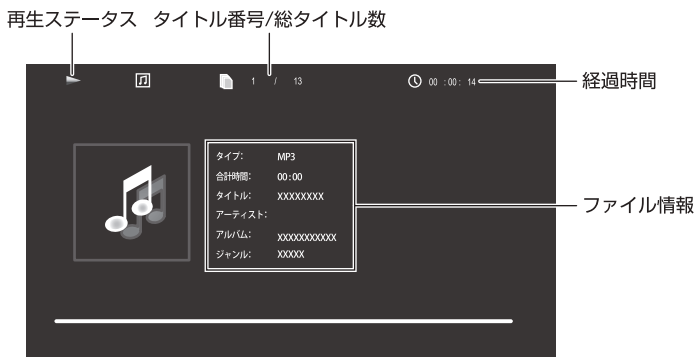 再生ステータス タイトル番号/総タイトル数
1 / 13 00 : 00 : 14 経過時間
タイプ: MP3
合計時間: 00:00
タイトル: XXXXXXXX
ファイル情報
アーティスト:
アルバム: XXXXXXXXXXX
ジャンル: XXXXX